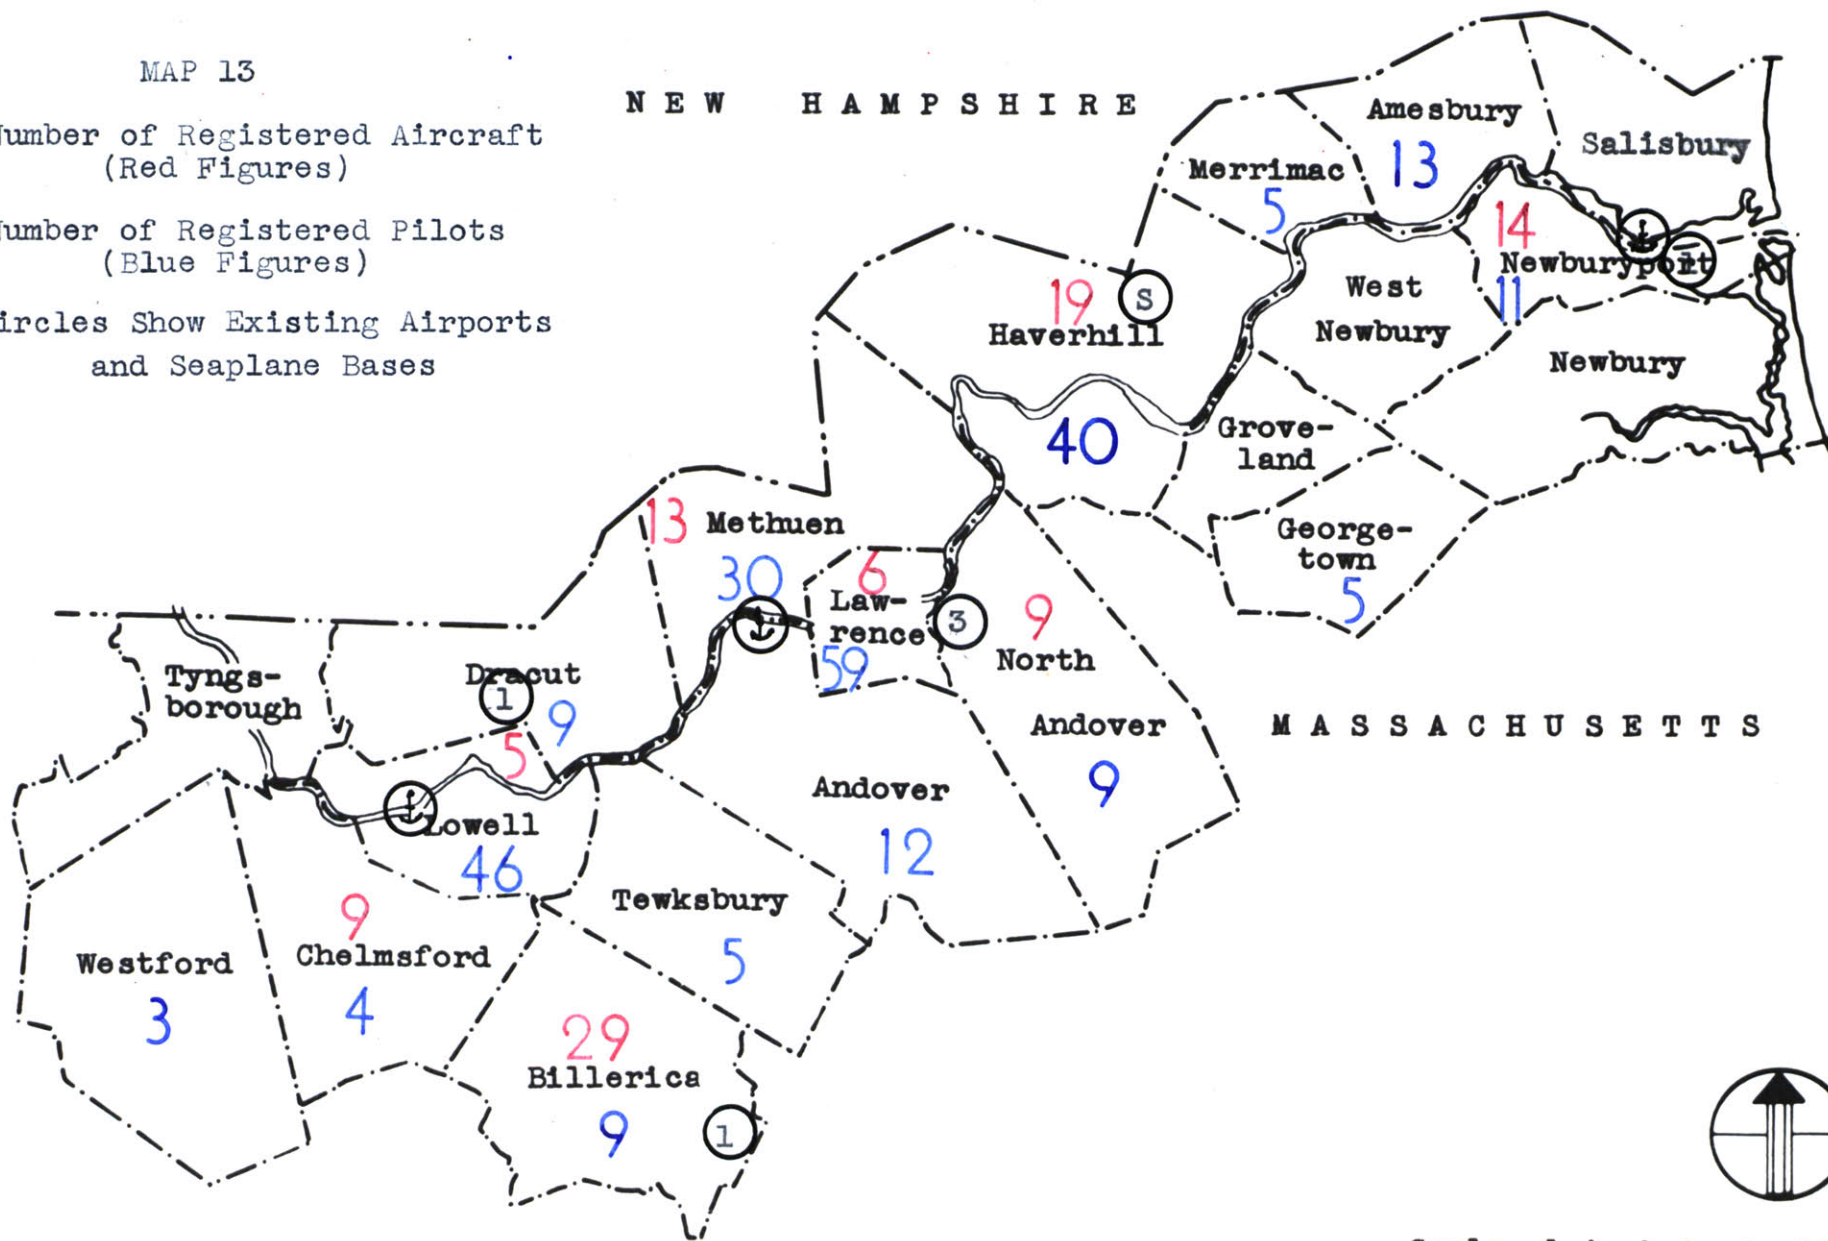 MAP 13
umber of Registered Aircraft
(Red Figures)
umber of Registered Pilots
(Blue Figures)
ircles Show Existing Airports
and Seaplane Bases
NEW HAMPSHIRE
Amesbury
13
Salisbury
Merrimac
5
14
Newburyport
11
19
S
Haverhill
West
Newbury
Newbury
40
Grove-
land
George-
town
5
13
Methuen
30
6
Law-
rence
59
3
9
North
Andover
9
MASSACHUSETTS
Tyngs-
borough
Dracut
1
9
5
Lowell
46
Andover
12
Tewksbury
5
9
Chelmsford
4
Westford
3
29
Billerica
9
1